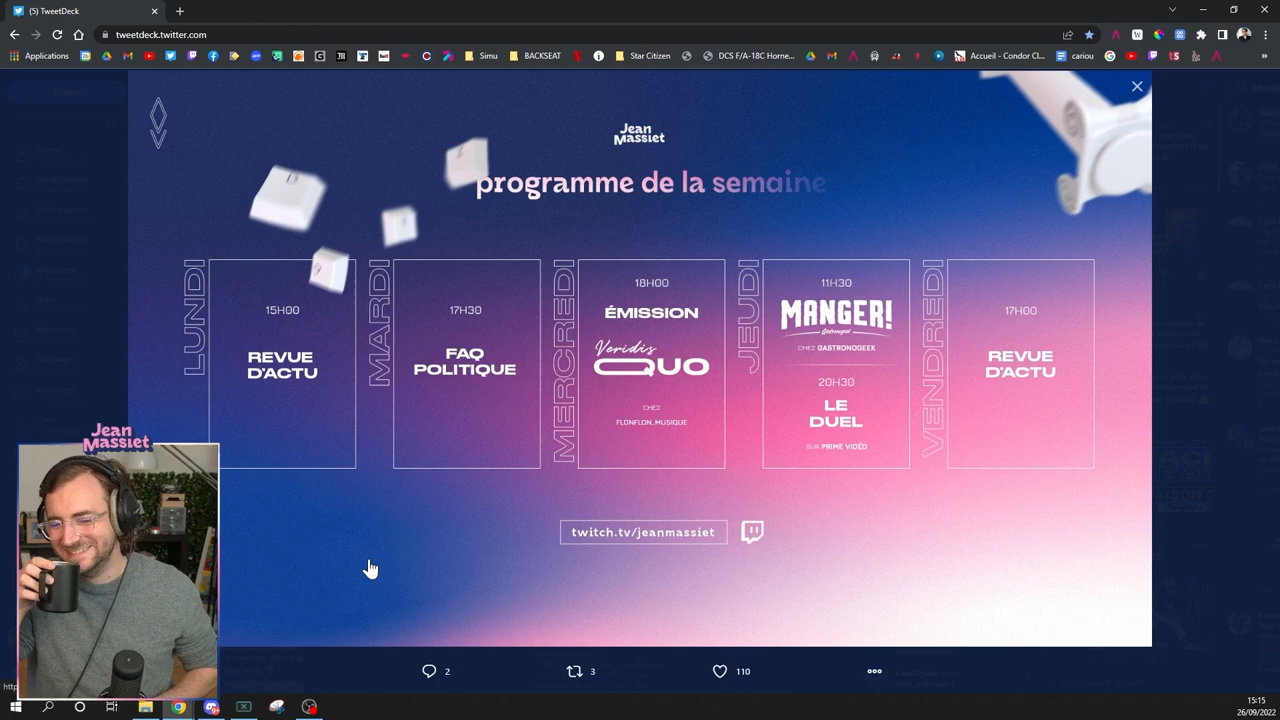 (5) TweetDeck
tweetdeck.twitter.com
Applications
Simu
BACKSEAT
Star Citizen
DCS F/A-18C Horne...
Accueil - Condor Cl...
cariou
Jean
Massiet
programme de la semaine
LUNDI
15H00
REVUE
D'ACTU
MARDI
17H30
FAQ
POLITIQUE
MERCREDI
18H00
ÉMISSION
Veridis
QUO
CHEZ
FLONFLON_MUSIQUE
JEUDI
11H30
MANGER!
Gastronogeek
CHEZ GASTRONOGEEK
20H30
LE
DUEL
SUR PRIME VIDÉO
VENDREDI
17H00
REVUE
D'ACTU
twitch.tv/jeanmassiet
Jean
Massiet
2
3
110
15:15
26/09/2022